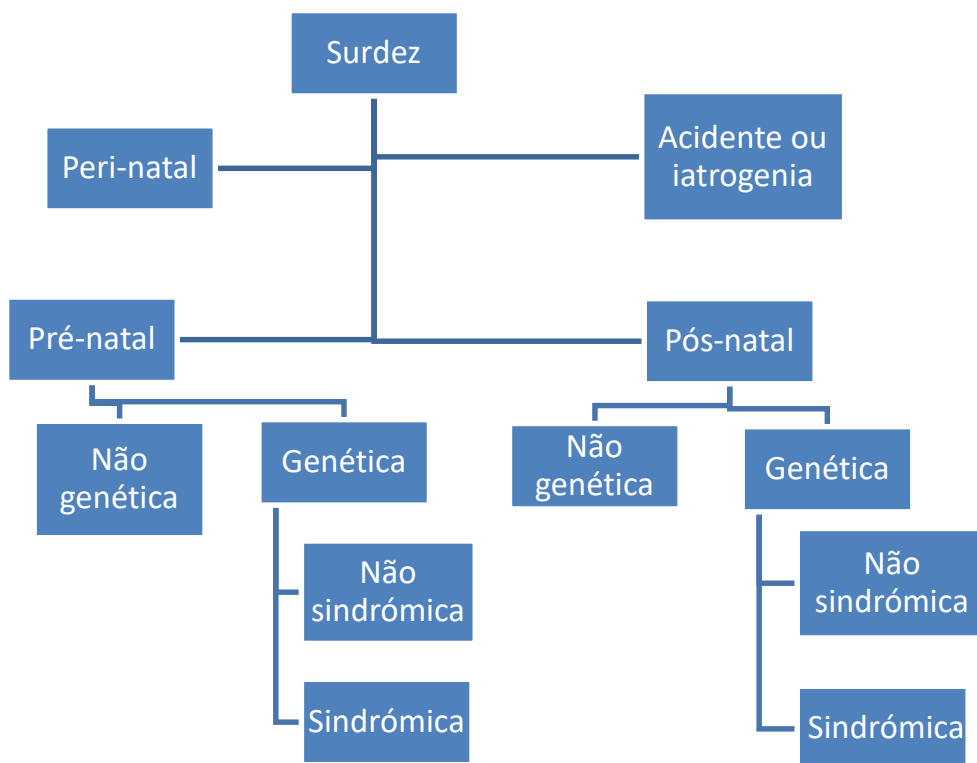 Surdez
Peri-natal
Acidente ou
iatrogenia
Pré-natal
Pós-natal
Não
genética
Genética
Não
genética
Genética
Não
sindrómica
Não
sindrómica
Sindrómica
Sindrómica